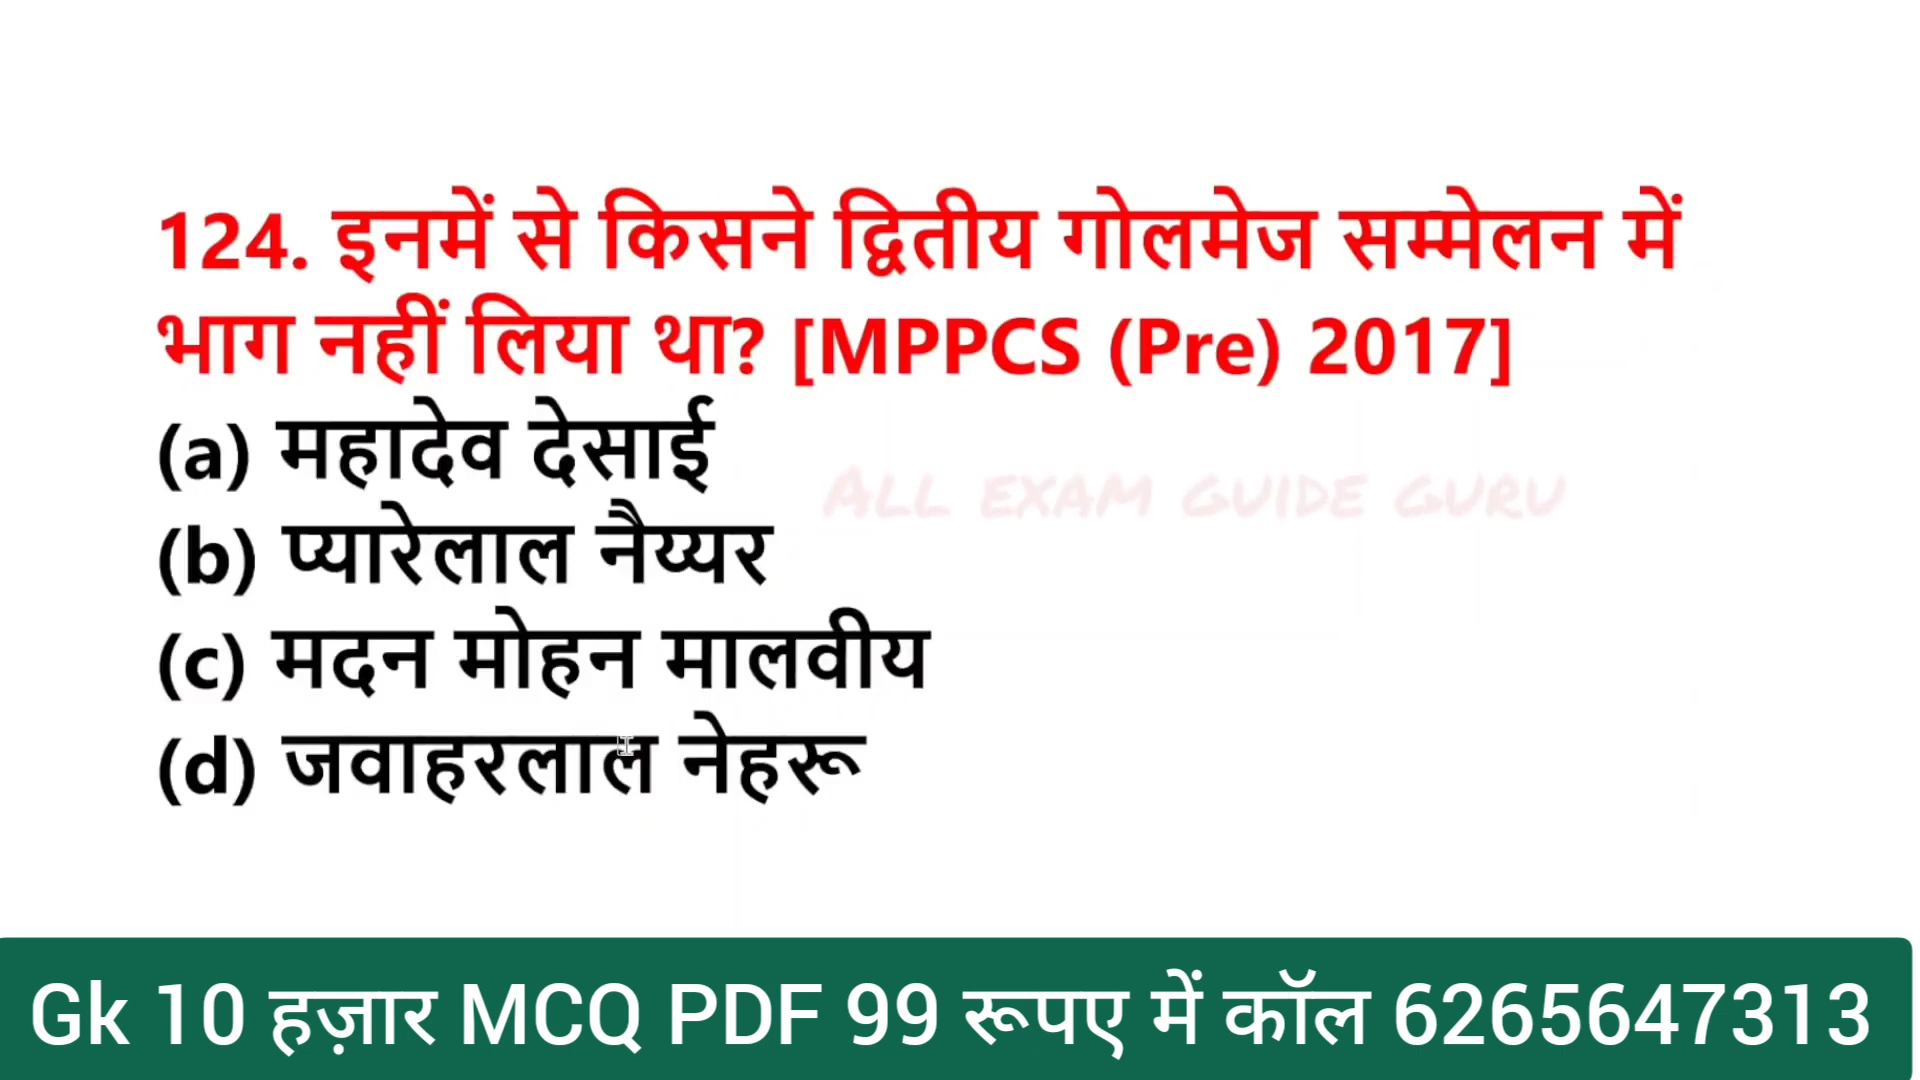 124. इनमें से किसने द्वितीय गोलमेज सम्मेलन में
भाग नहीं लिया था? [MPPCS (Pre) 2017]
(a) महादेव देसाई
ALL EXAM GUIDE GURU
(b) प्यारेलाल नैय्यर
(c) मदन मोहन मालवीय
(d) जवाहरलाल नेहरू
Gk 10 हज़ार MCQ PDF 99 रूपए में कॉल 6265647313